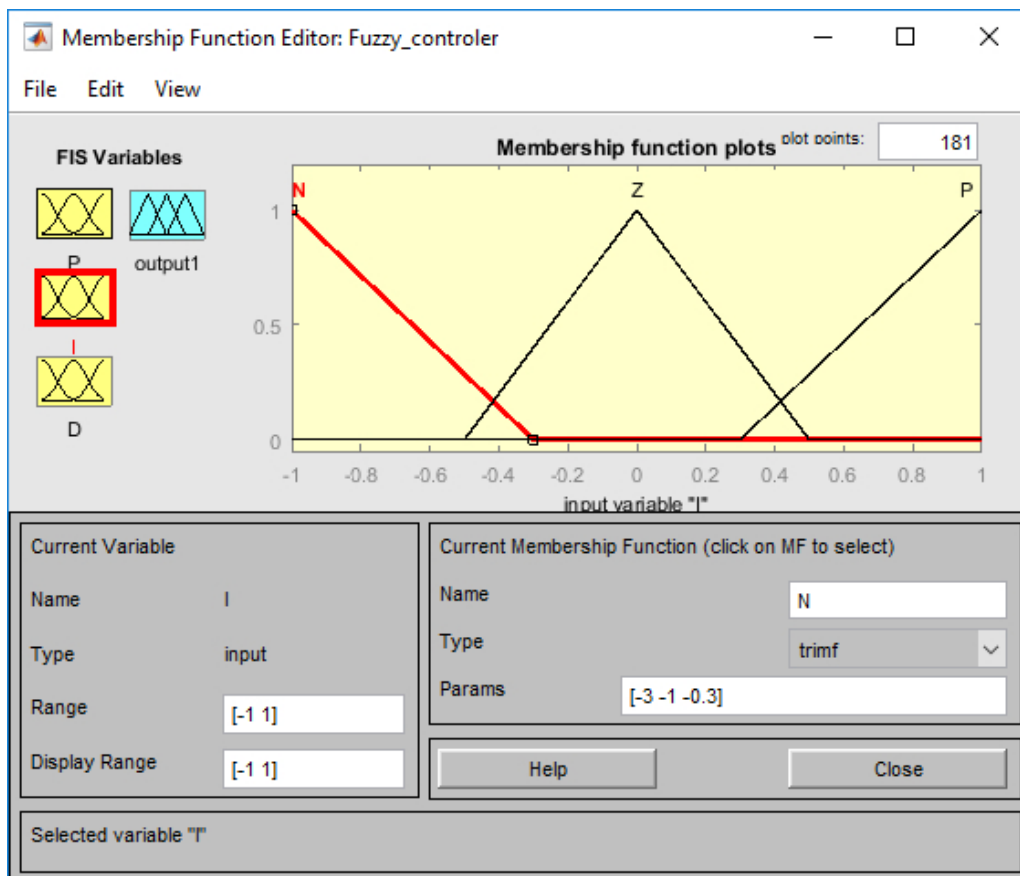 Membership Function Editor: Fuzzy_controler
File Edit View
FIS Variables
P
output1
I
D
Membership function plots
plot points:
181
N
Z
P
1
0.5
0
-1 -0.8 -0.6 -0.4 -0.2 0 0.2 0.4 0.6 0.8 1
input variable "I"
Current Variable
Name I
Type input
Range [-1 1]
Display Range [-1 1]
Current Membership Function (click on MF to select)
Name N
Type trimf
Params [-3 -1 -0.3]
Help
Close
Selected variable "I"